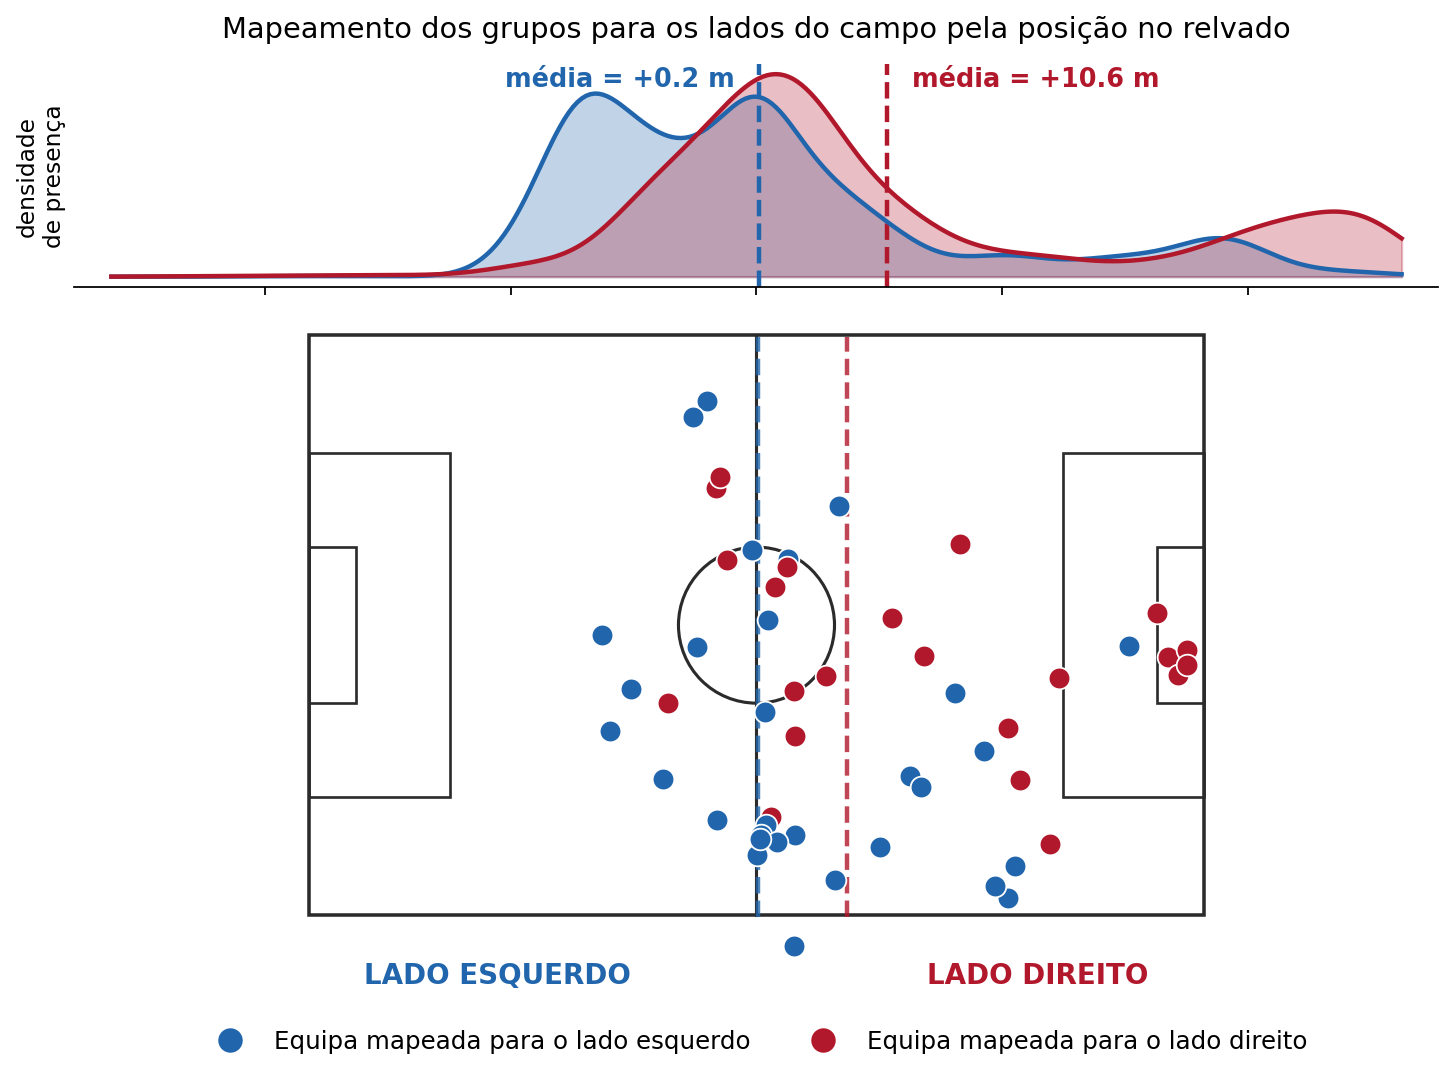 Mapeamento dos grupos para os lados do campo pela posição no relvado
média = +0.2 m
média = +10.6 m
densidade
de presença
LADO ESQUERDO
LADO DIREITO
Equipa mapeada para o lado esquerdo
Equipa mapeada para o lado direito